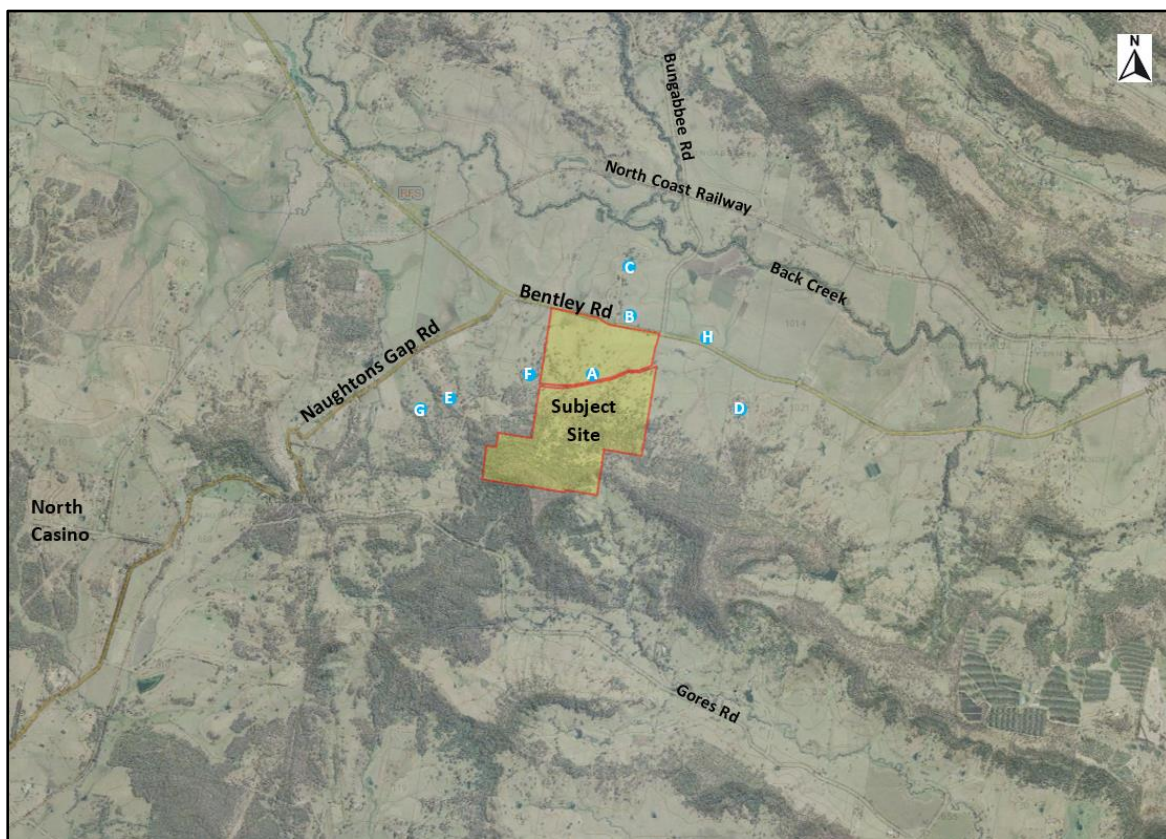 N
Bungabbee Rd
North Coast Railway
C
Back Creek
Bentley Rd
B
H
Naughtons Gap Rd
F
A
E
G
D
Subject
Site
North
Casino
Gores Rd